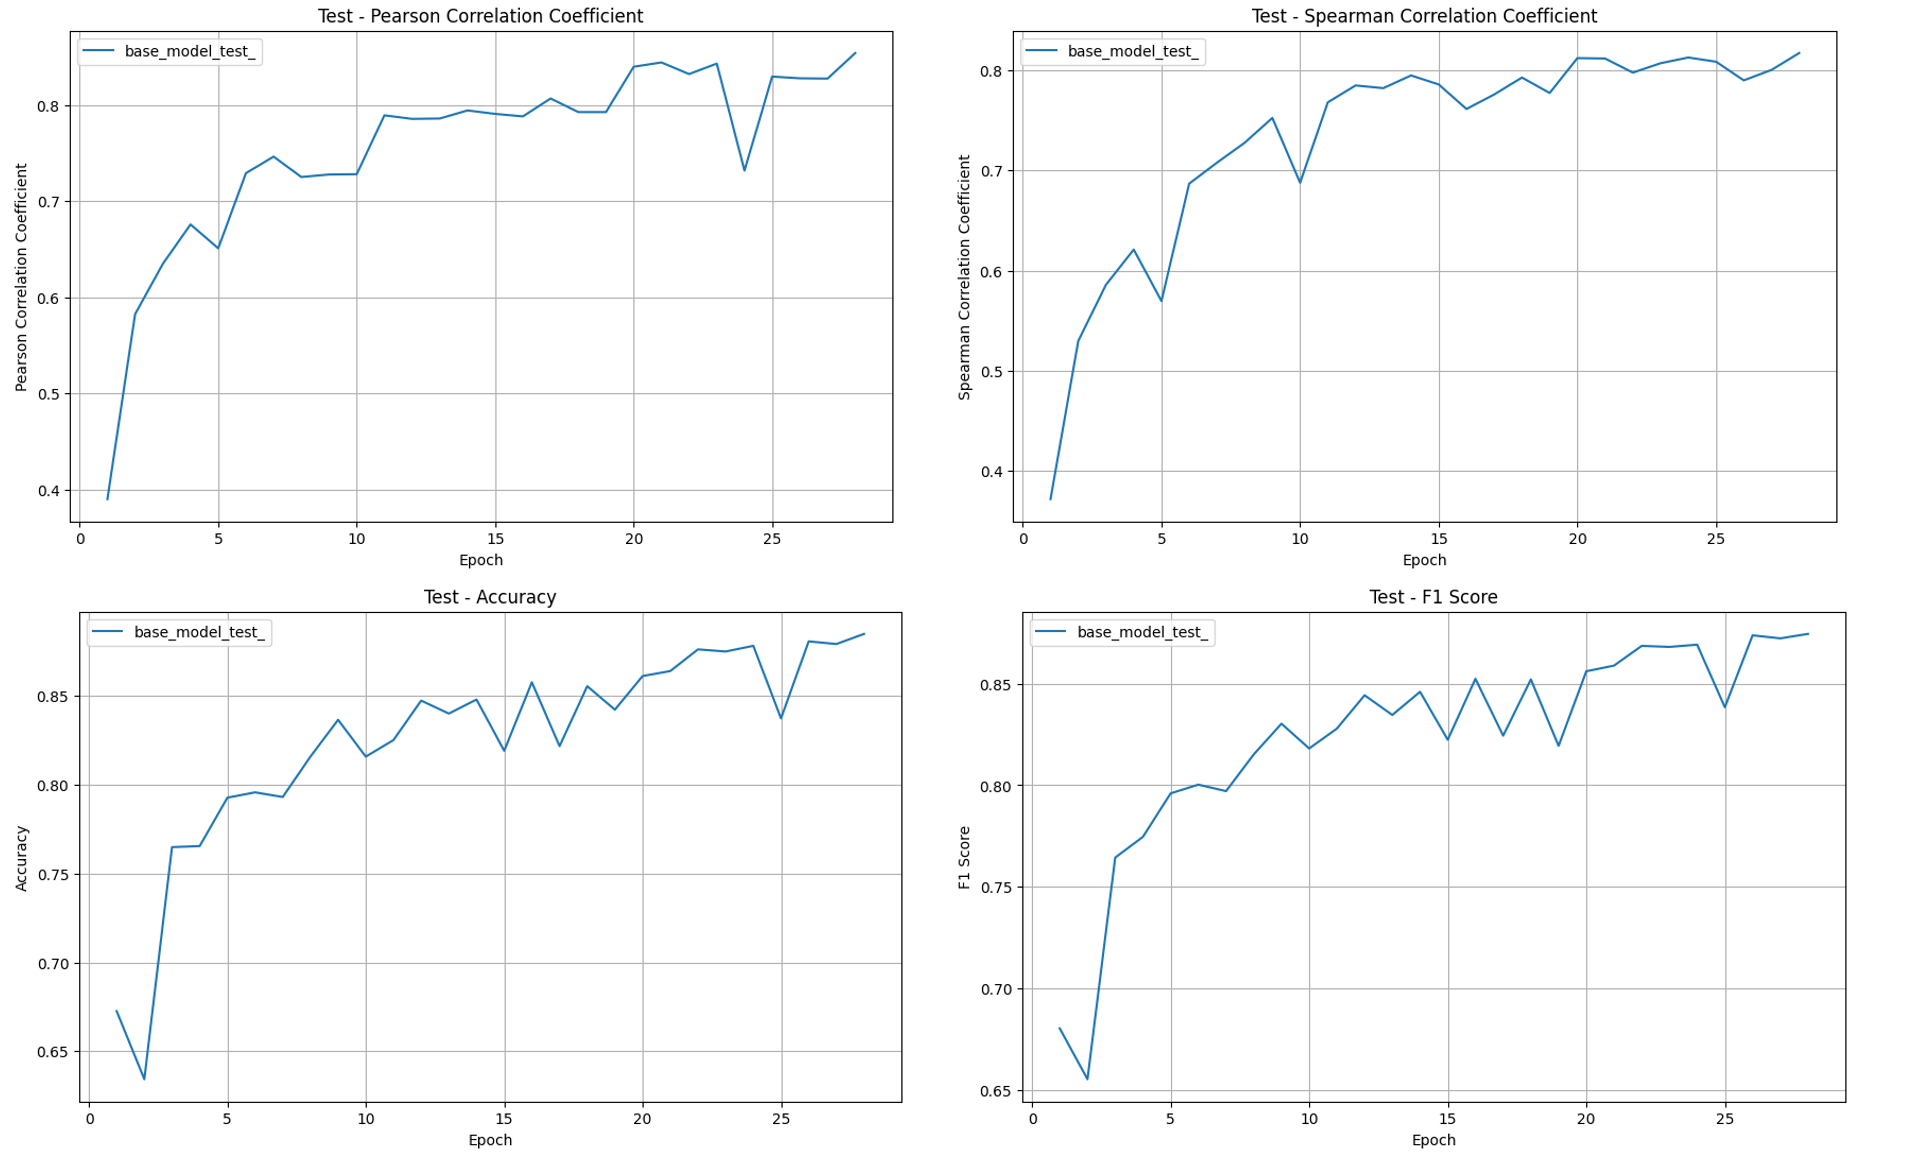 Test - Pearson Correlation Coefficient
base_model_test_
Pearson Correlation Coefficient
0.8
0.7
0.6
0.5
0.4
0 5 10 15 20 25
Epoch
Test - Spearman Correlation Coefficient
base_model_test_
Spearman Correlation Coefficient
0.8
0.7
0.6
0.5
0.4
0 5 10 15 20 25
Epoch
Test - Accuracy
base_model_test_
Accuracy
0.85
0.80
0.75
0.70
0.65
0 5 10 15 20 25
Epoch
Test - F1 Score
base_model_test_
F1 Score
0.85
0.80
0.75
0.70
0.65
0 5 10 15 20 25
Epoch